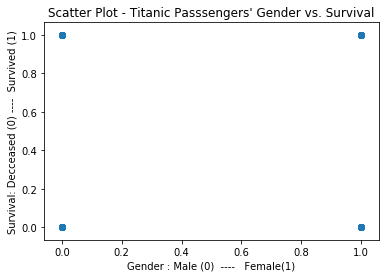 Scatter Plot - Titanic Passsengers' Gender vs. Survival
Survival: Decceased (0) ---- Survived (1)
1.0
0.8
0.6
0.4
0.2
0.0
0.0 0.2 0.4 0.6 0.8 1.0
Gender : Male (0) ---- Female(1)